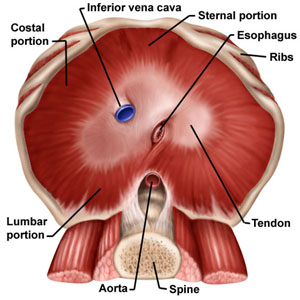 Inferior vena cava
Sternal portion
Costal
portion
Esophagus
Ribs
Lumbar
portion
Tendon
Aorta
Spine